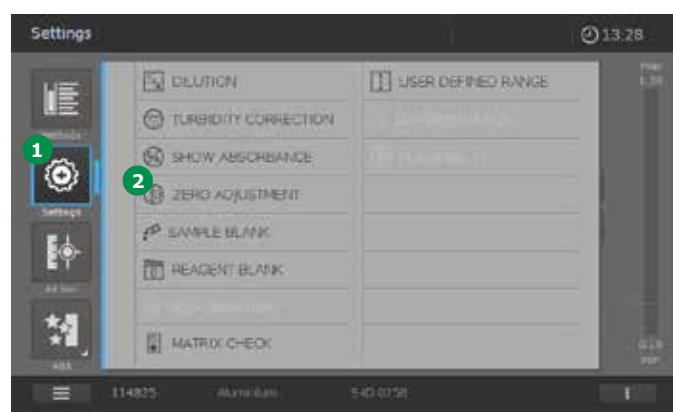 Settings
13.28
DILUTION
USER DEFINED RANGE
TURBIDITY CORRECTION
1
SHOW ABSORBANCE
2
ZERO ADJUSTMENT
Settings
SAMPLE BLANK
REAGENT BLANK
MATRIX CHECK
114825
Aluminium